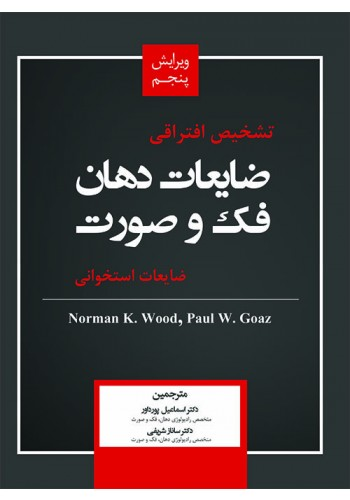 ویرایش
پنجم
تشخیص افتراقی
ضایعات دهان
فک و صورت
ضایعات استخوانی
Norman K. Wood, Paul W. Goaz
مترجمین
دکتر اسماعیل پورداور
متخصص رادیولوژی دهان، فک و صورت
دکتر ساناز شریفی
متخصص رادیولوژی دهان، فک و صورت